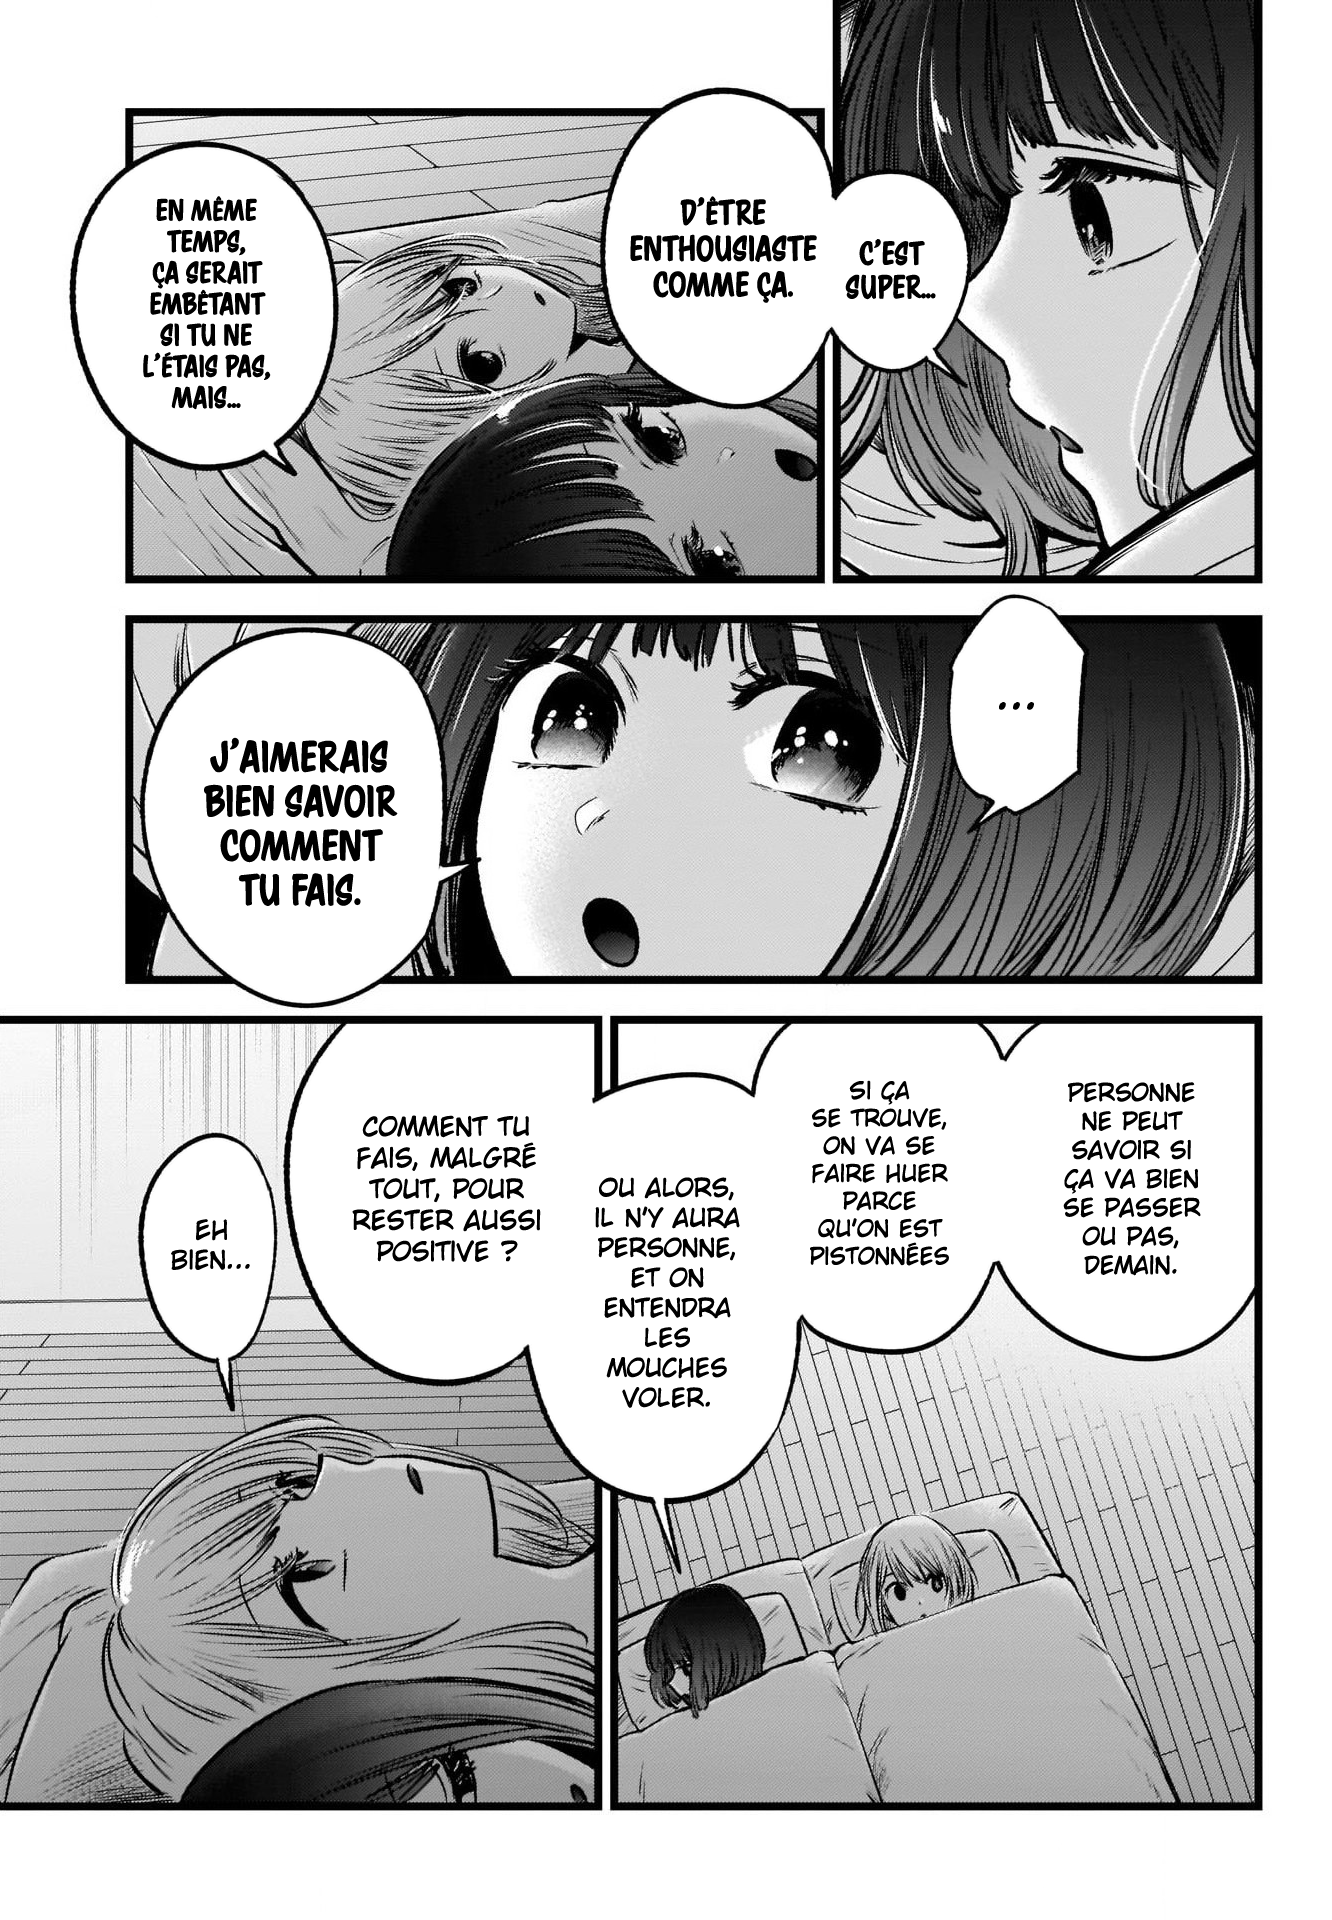 C'EST
SUPER...
D'ÊTRE
ENTHOUSIASTE
COMME ÇA.
EN MÊME
TEMPS,
ÇA SERAIT
EMBÊTANT
SI TU NE
L'ÉTAIS PAS,
MAIS...
...
J'AIMERAIS
BIEN SAVOIR
COMMENT
TU FAIS.
PERSONNE
NE PEUT
SAVOIR SI
ÇA VA BIEN
SE PASSER
OU PAS,
DEMAIN.
SI ÇA
SE TROUVE,
ON VA SE
FAIRE HUER
PARCE
QU'ON EST
PISTONNÉES
OU ALORS,
IL N'Y AURA
PERSONNE,
ET ON
ENTENDRA
LES
MOUCHES
VOLER.
COMMENT TU
FAIS, MALGRÉ
TOUT, POUR
RESTER AUSSI
POSITIVE ?
EH
BIEN...